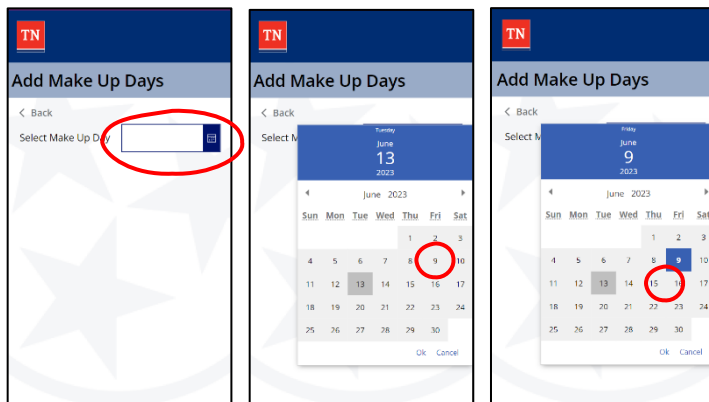 TN
Add Make Up Days
< Back
Select Make Up Day
TN
Add Make Up Days
< Back
Select M
Tuesday
June
13
2023
June 2023
Sun Mon Tue Wed Thu Fri Sat
1 2 3
4 5 6 7 8 9 10
11 12 13 14 15 16 17
18 19 20 21 22 23 24
25 26 27 28 29 30
Ok Cancel
TN
Add Make Up Days
< Back
Select M
Friday
June
9
2023
June 2023
Sun Mon Tue Wed Thu Fri Sat
1 2 3
4 5 6 7 8 9 10
11 12 13 14 15 16 17
18 19 20 21 22 23 24
25 26 27 28 29 30
Ok Cancel